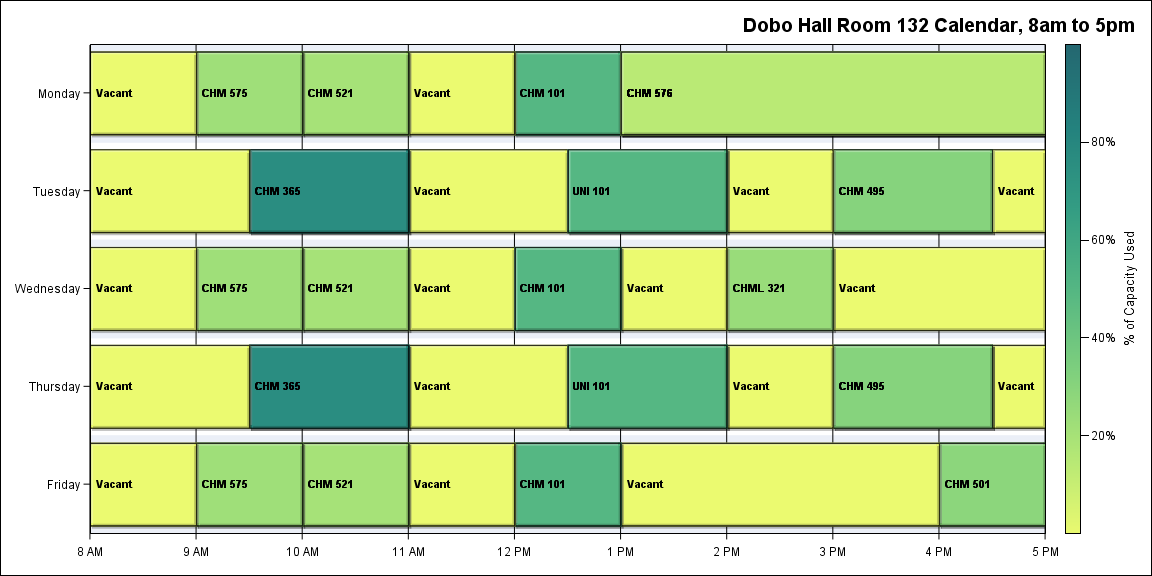 Dobo Hall Room 132 Calendar, 8am to 5pm
Monday
Vacant
CHM 575
CHM 521
Vacant
CHM 101
CHM 576
Tuesday
Vacant
CHM 365
Vacant
UNI 101
Vacant
CHM 495
Vacant
Wednesday
Vacant
CHM 575
CHM 521
Vacant
CHM 101
Vacant
CHML 321
Vacant
Thursday
Vacant
CHM 365
Vacant
UNI 101
Vacant
CHM 495
Vacant
Friday
Vacant
CHM 575
CHM 521
Vacant
CHM 101
Vacant
CHM 501
8 AM
9 AM
10 AM
11 AM
12 PM
1 PM
2 PM
3 PM
4 PM
5 PM
80%
60%
40%
20%
% of Capacity Used